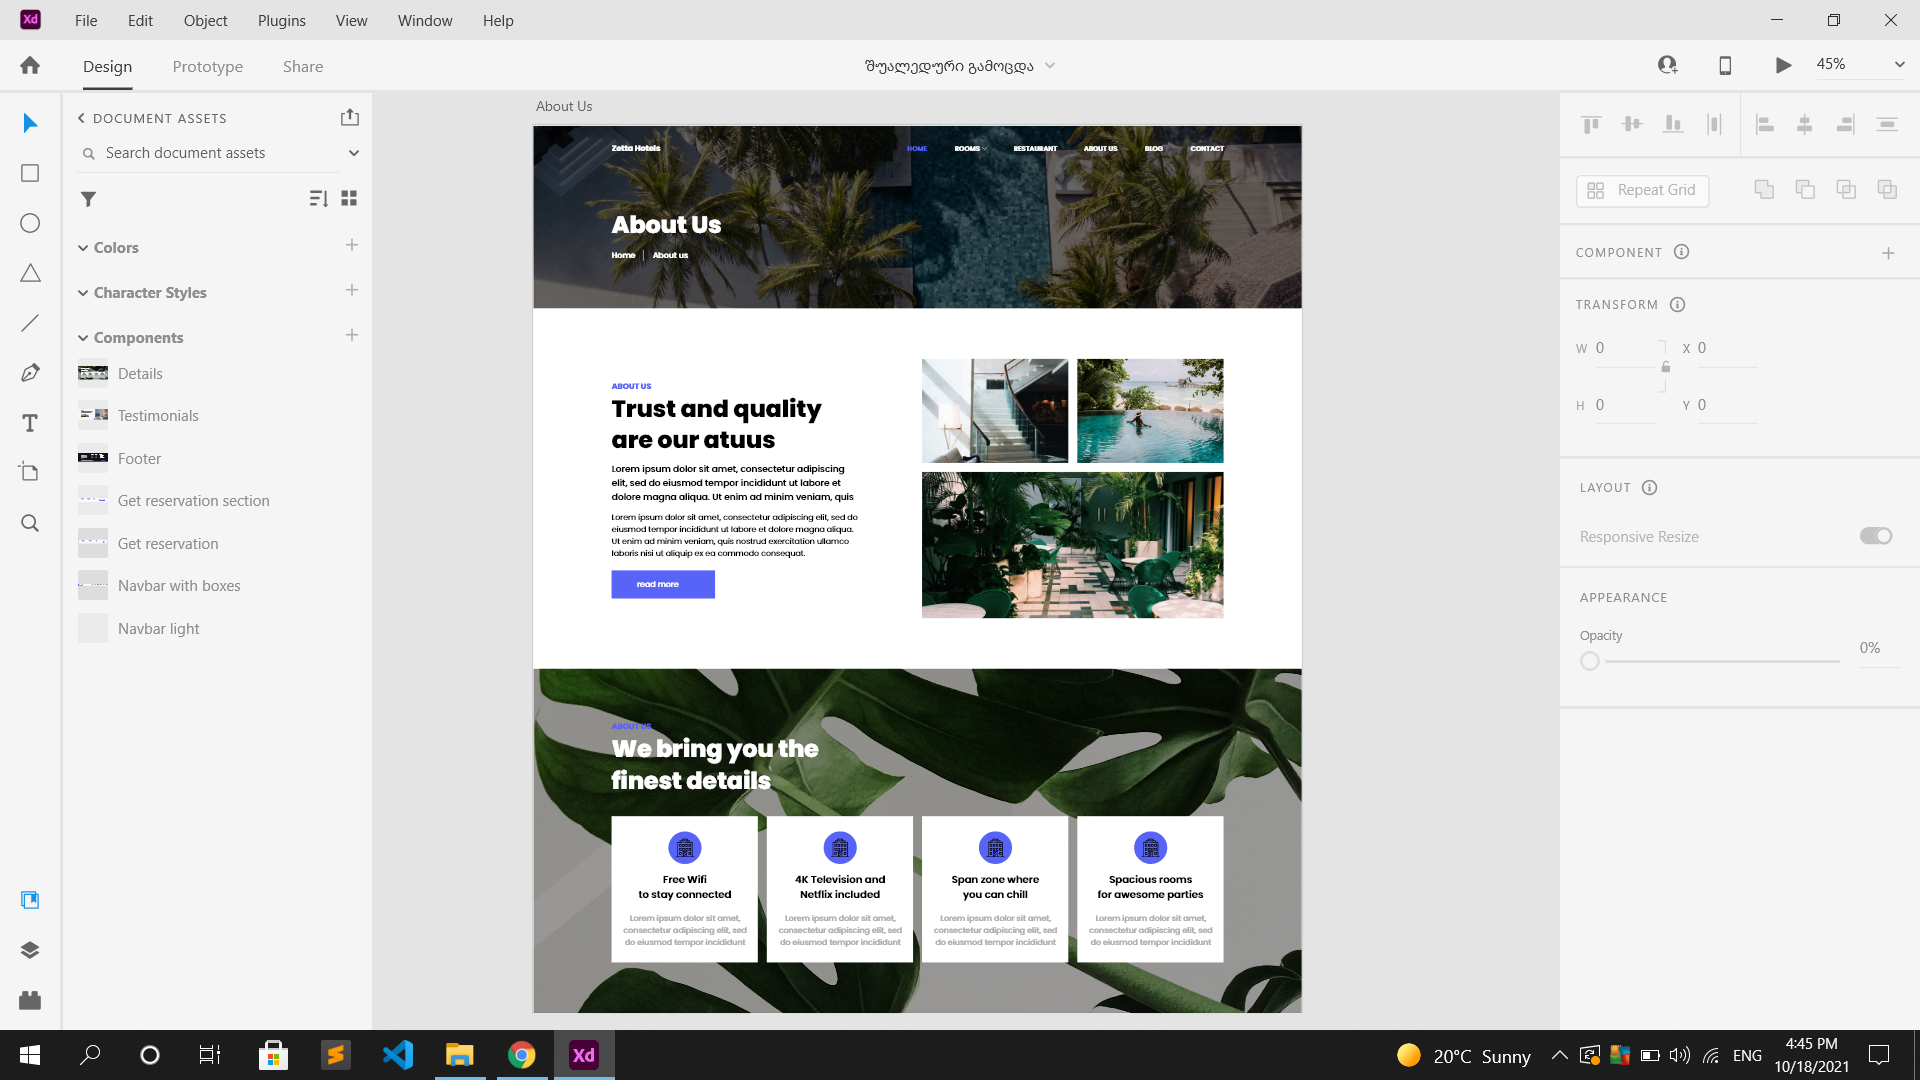 Xd File Edit Object Plugins View Window Help
Design Prototype Share შუალედური გამოცდა 45%
DOCUMENT ASSETS
Search document assets
Colors
Character Styles
Components
Details
Testimonials
Footer
Get reservation section
Get reservation
Navbar with boxes
Navbar light
About Us
Zetta Hotels HOME ROOMS RESTAURANT ABOUT US BLOG CONTACT
About Us
Home About us
ABOUT US
Trust and quality
are our atuus
Lorem ipsum dolor sit amet, consectetur adipiscing
elit, sed do eiusmod tempor incididunt ut labore et
dolore magna aliqua. Ut enim ad minim veniam, quis
Lorem ipsum dolor sit amet, consectetur adipiscing elit, sed do
eiusmod tempor incididunt ut labore et dolore magna aliqua.
Ut enim ad minim veniam, quis nostrud exercitation ullamco
laboris nisi ut aliquip ex ea commodo consequat.
read more
ABOUT US
We bring you the
finest details
Free Wifi
to stay connected
Lorem ipsum dolor sit amet,
consectetur adipiscing elit, sed
do eiusmod tempor incididunt
4K Television and
Netflix included
Lorem ipsum dolor sit amet,
consectetur adipiscing elit, sed
do eiusmod tempor incididunt
Span zone where
you can chill
Lorem ipsum dolor sit amet,
consectetur adipiscing elit, sed
do eiusmod tempor incididunt
Spacious rooms
for awesome parties
Lorem ipsum dolor sit amet,
consectetur adipiscing elit, sed
do eiusmod tempor incididunt
Repeat Grid
COMPONENT
TRANSFORM
W 0 X 0
H 0 Y 0
LAYOUT
Responsive Resize
APPEARANCE
Opacity
0%
Xd 20°C Sunny ENG 4:45 PM
10/18/2021